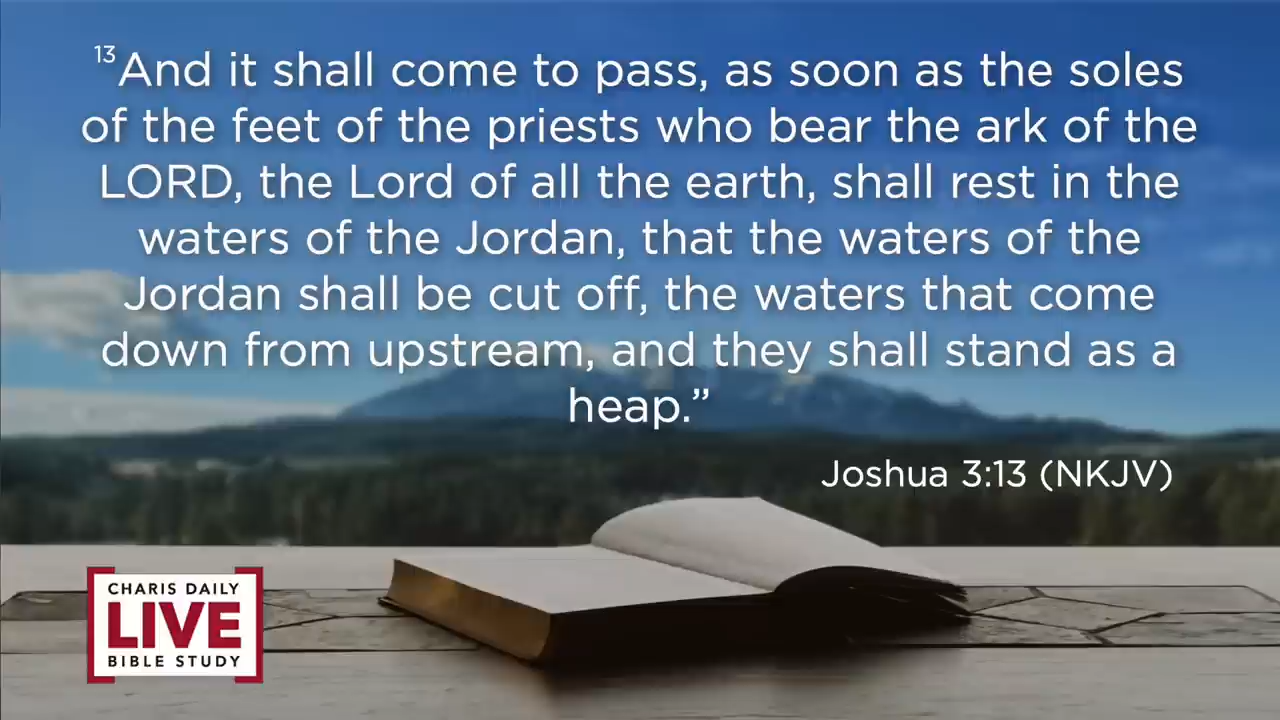 13And it shall come to pass, as soon as the soles
of the feet of the priests who bear the ark of the
LORD, the Lord of all the earth, shall rest in the
waters of the Jordan, that the waters of the
Jordan shall be cut off, the waters that come
down from upstream, and they shall stand as a
heap.”
Joshua 3:13 (NKJV)
CHARIS DAILY
LIVE
BIBLE STUDY